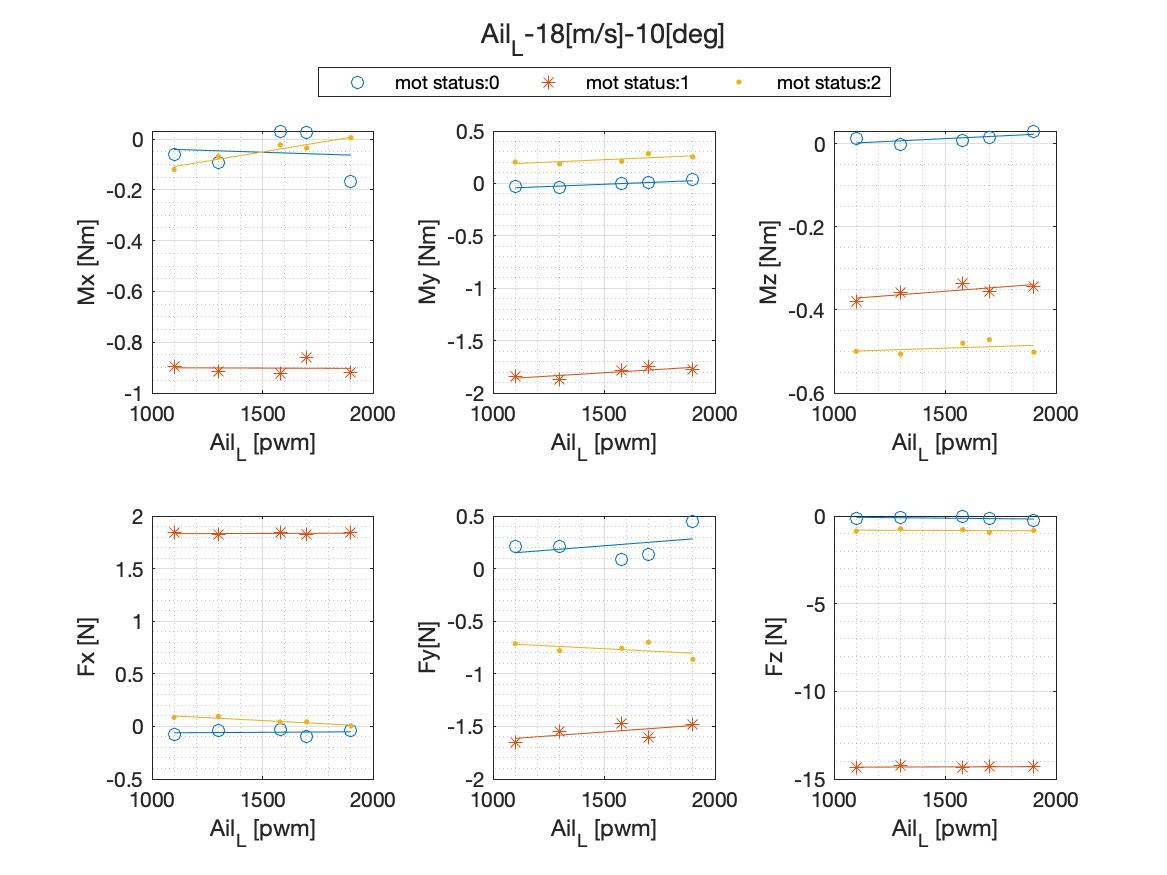 Ail_L-18[m/s]-10[deg]
mot status:0 mot status:1 mot status:2
0
-0.2
-0.4
-0.6
-0.8
-1
Mx [Nm]
1000 1500 2000
Ail_L [pwm]
0.5
0
-0.5
-1
-1.5
-2
My [Nm]
1000 1500 2000
Ail_L [pwm]
0
-0.2
-0.4
-0.6
Mz [Nm]
1000 1500 2000
Ail_L [pwm]
2
1.5
1
0.5
0
-0.5
Fx [N]
1000 1500 2000
Ail_L [pwm]
0.5
0
-0.5
-1
-1.5
-2
Fy[N]
1000 1500 2000
Ail_L [pwm]
0
-5
-10
-15
Fz [N]
1000 1500 2000
Ail_L [pwm]